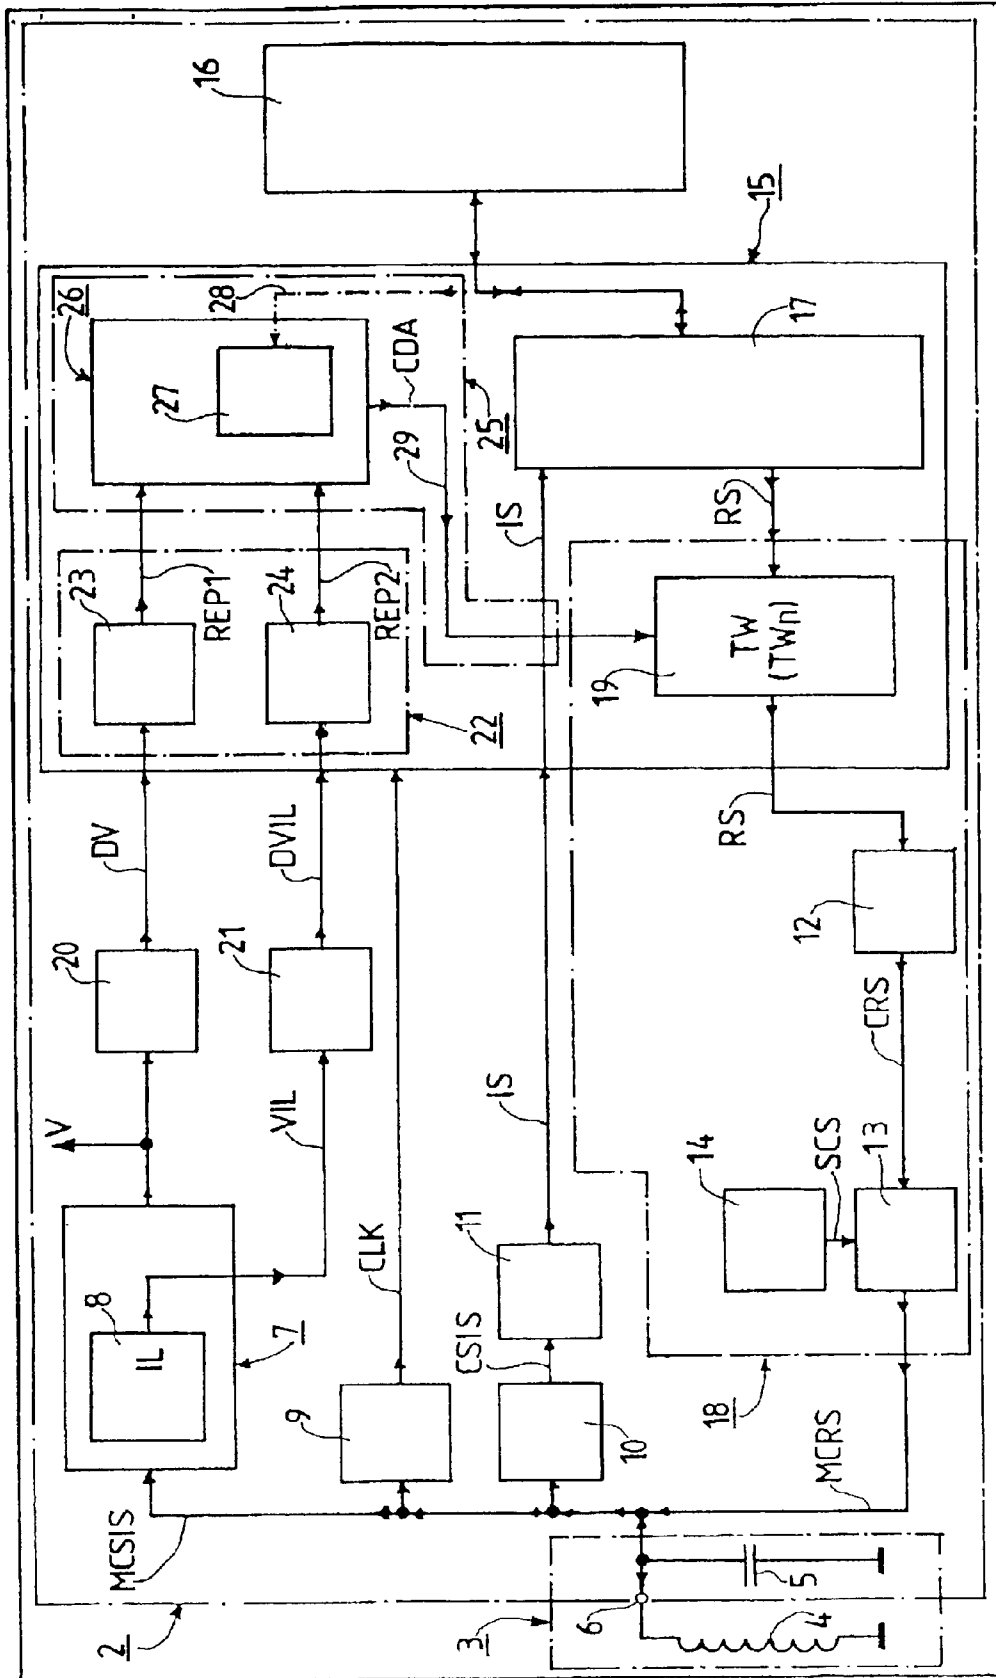 16
15
26
28
27
CDA
29
25
17
IS
RS
23
REP1
24
REP2
22
19
TW
(TWn)
DV
DVIL
RS
20
21
12
V
VIL
IS
CRS
14
SCS
13
11
8
IL
7
CLK
CSIS
9
10
18
MCSIS
MCRS
2
3
6
5
4